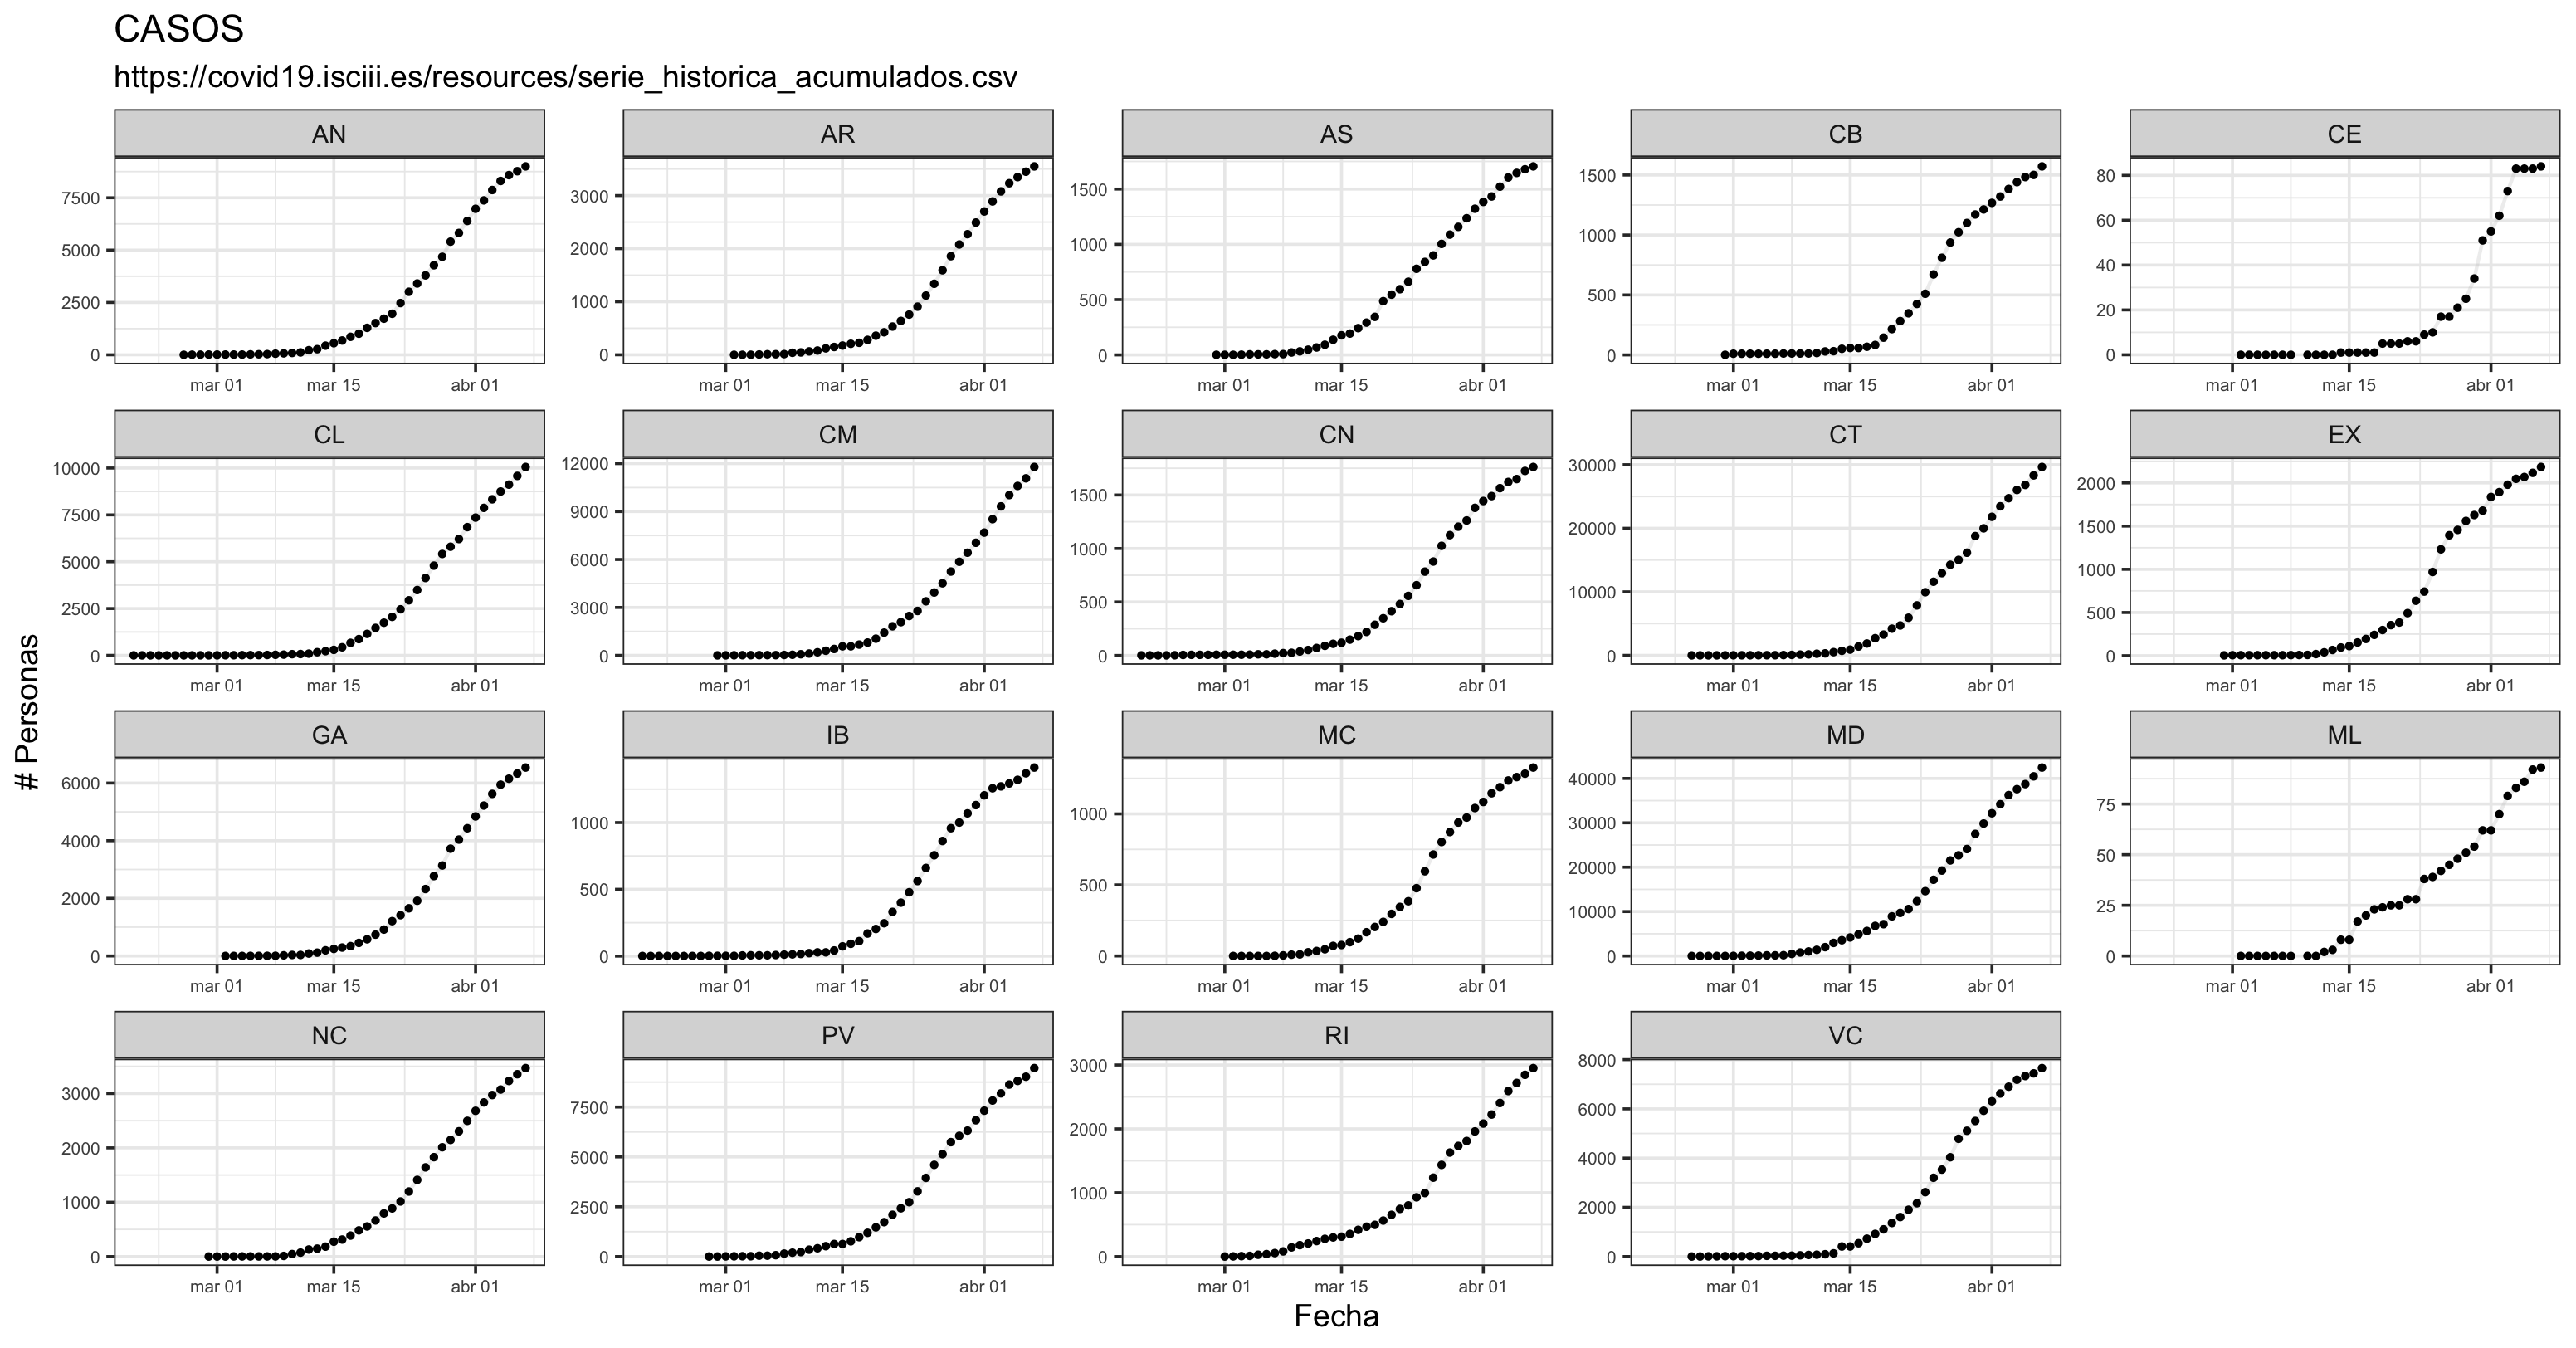 CASOS
https://covid19.isciii.es/resources/serie_historica_acumulados.csv
AN
AR
AS
CB
CE
7500
5000
2500
0
3000
2000
1000
0
1500
1000
500
0
1500
1000
500
0
80
60
40
20
0
mar 01 mar 15 abr 01
mar 01 mar 15 abr 01
mar 01 mar 15 abr 01
mar 01 mar 15 abr 01
mar 01 mar 15 abr 01
CL
CM
CN
CT
EX
10000
7500
5000
2500
0
12000
9000
6000
3000
0
1500
1000
500
0
30000
20000
10000
0
2000
1500
1000
500
0
mar 01 mar 15 abr 01
mar 01 mar 15 abr 01
mar 01 mar 15 abr 01
mar 01 mar 15 abr 01
mar 01 mar 15 abr 01
# Personas
GA
IB
MC
MD
ML
6000
4000
2000
0
1000
500
0
1000
500
0
40000
30000
20000
10000
0
75
50
25
0
mar 01 mar 15 abr 01
mar 01 mar 15 abr 01
mar 01 mar 15 abr 01
mar 01 mar 15 abr 01
mar 01 mar 15 abr 01
NC
PV
RI
VC
3000
2000
1000
0
7500
5000
2500
0
3000
2000
1000
0
8000
6000
4000
2000
0
mar 01 mar 15 abr 01
mar 01 mar 15 abr 01
mar 01 mar 15 abr 01
mar 01 mar 15 abr 01
Fecha